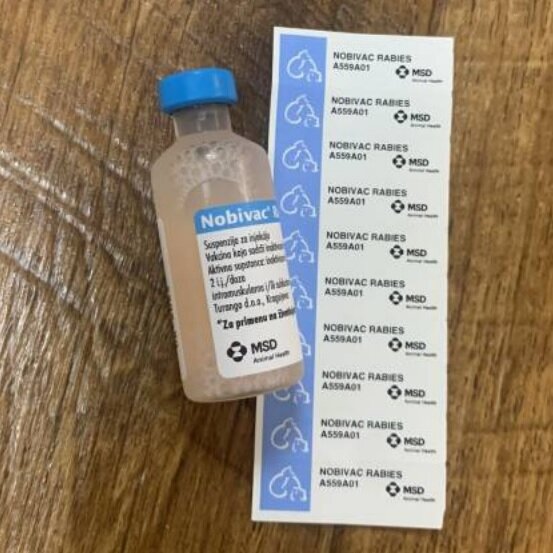 Nobivac®
Suspenzija za injekciju
Vakcina koja sadrži
Aktivna supstanca:
2 i.j./doza
intramuskularno i/ili
Turanga d.o.o., Kragujevac
"Za primenu na
MSD
Animal Health
NOBIVAC RABIES
A559A01
MSD
Animal Health
NOBIVAC RABIES
A559A01
MSD
Animal Health
NOBIVAC RABIES
A559A01
MSD
Animal Health
NOBIVAC RABIES
A559A01
MSD
Animal Health
NOBIVAC RABIES
A559A01
MSD
Animal Health
NOBIVAC RABIES
A559A01
MSD
Animal Health
NOBIVAC RABIES
A559A01
MSD
Animal Health
NOBIVAC RABIES
A559A01
MSD
Animal Health
NOBIVAC RABIES
A559A01
MSD
Animal Health
NOBIVAC RABIES
A559A01
MSD
Animal Health